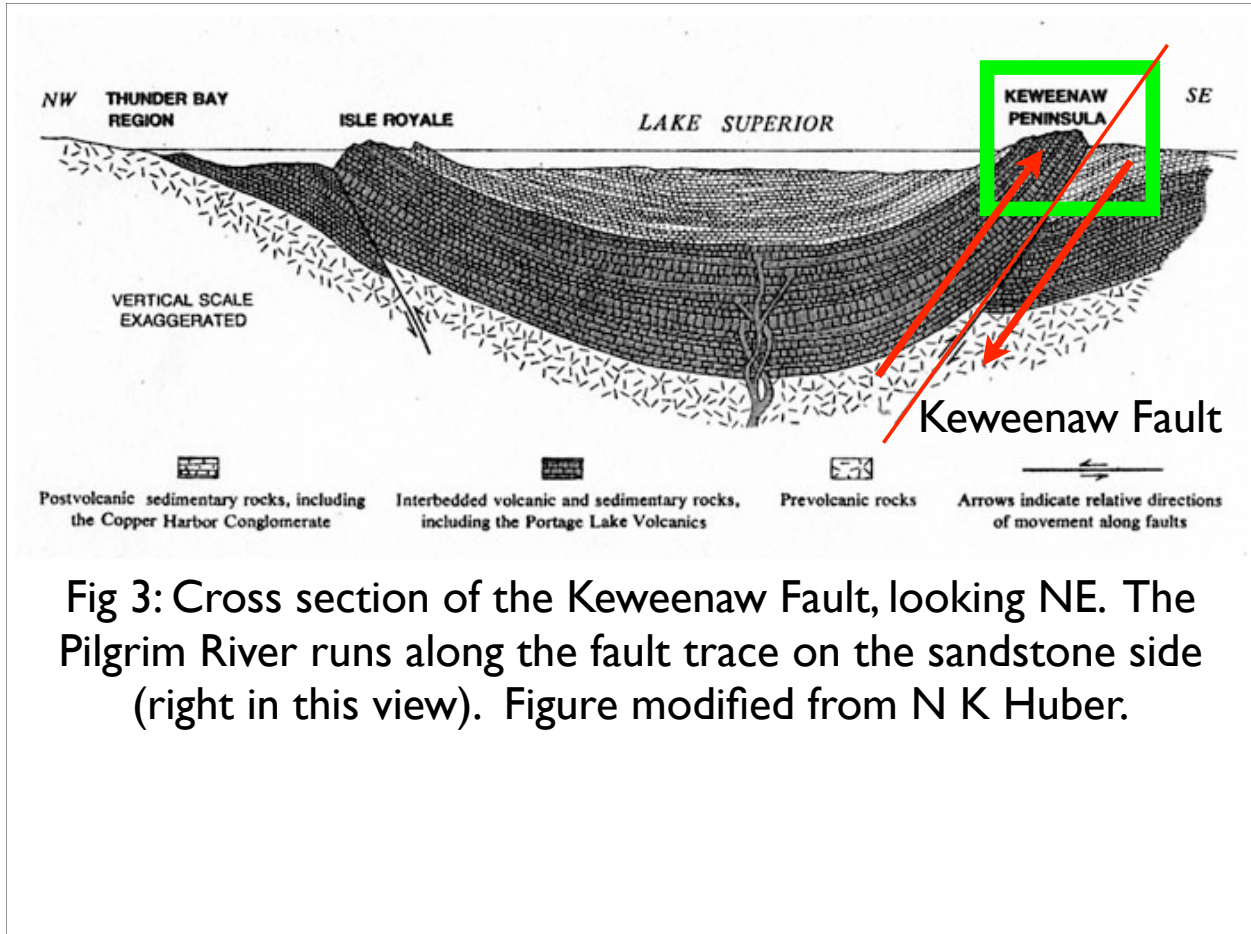 NW THUNDER BAY REGION
ISLE ROYALE
LAKE SUPERIOR
KEWEENAW
PENINSULA
SE
VERTICAL SCALE
EXAGGERATED
Keweenaw Fault
Postvolcanic sedimentary rocks, including
the Copper Harbor Conglomerate
Interbedded volcanic and sedimentary rocks,
including the Portage Lake Volcanics
Prevolcanic rocks
Arrows indicate relative directions
of movement along faults
Fig 3: Cross section of the Keweenaw Fault, looking NE. The
Pilgrim River runs along the fault trace on the sandstone side
(right in this view). Figure modified from N K Huber.